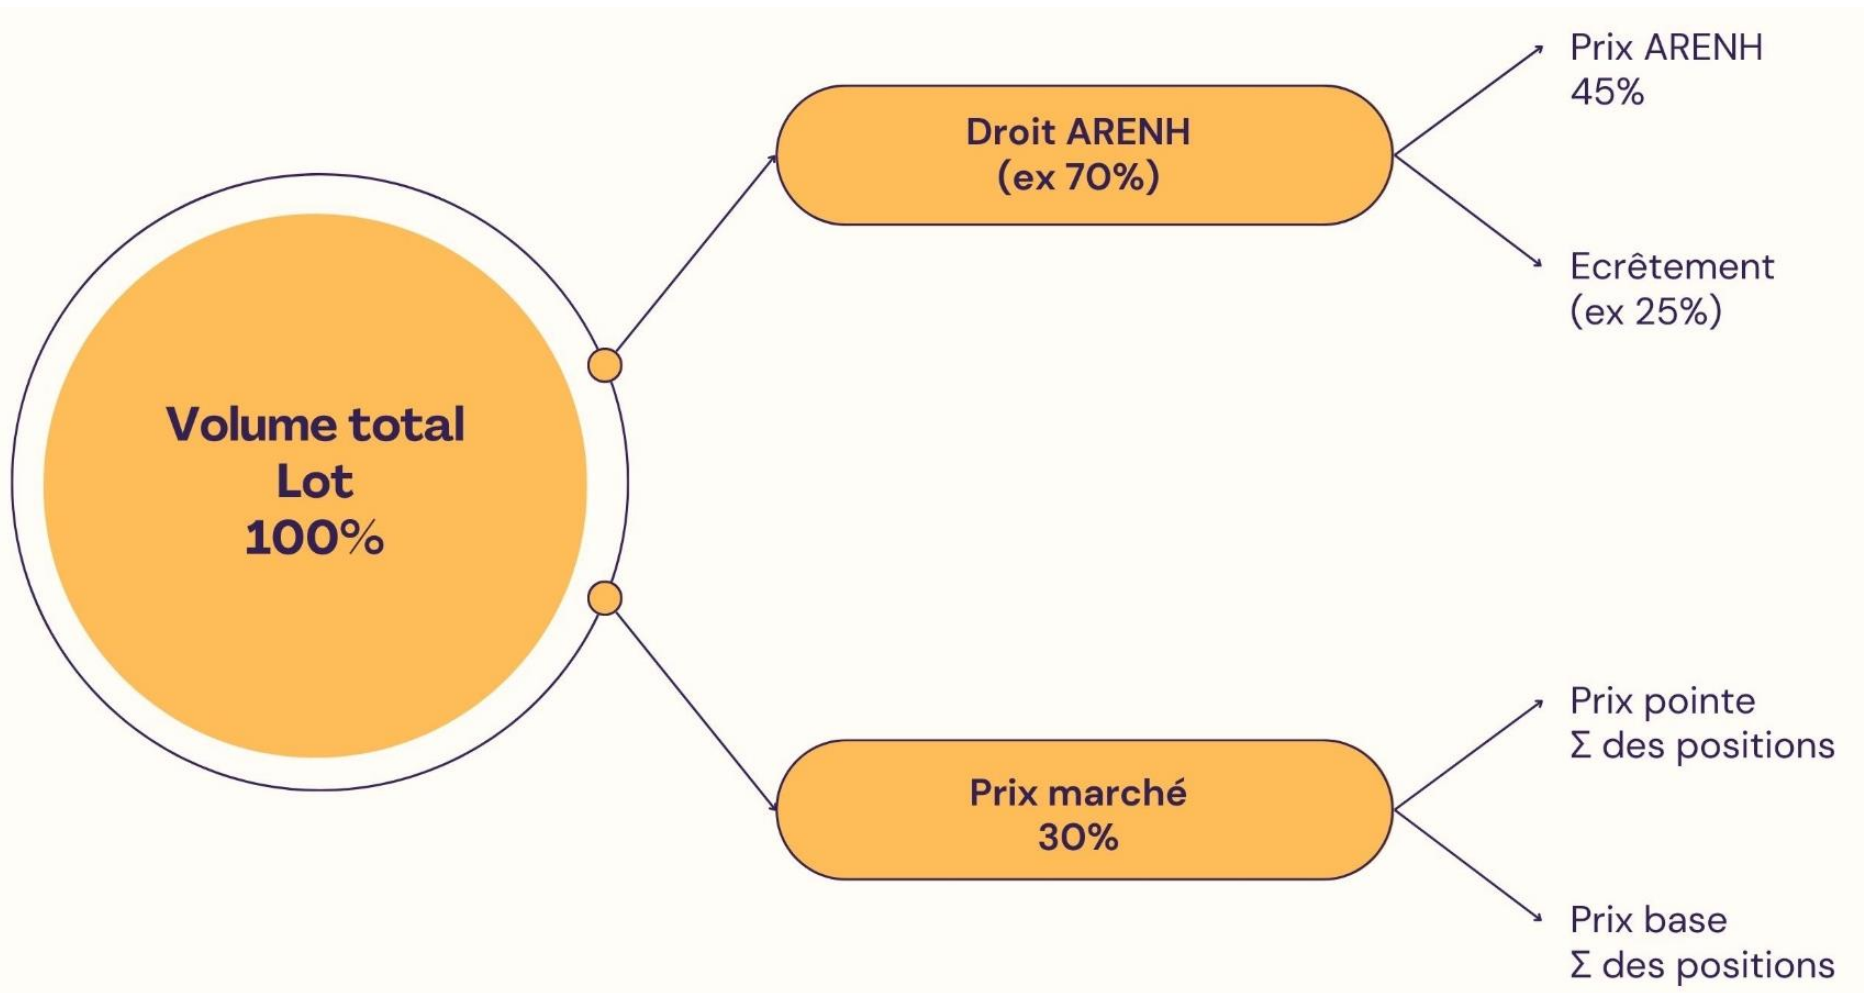 Volume total
Lot
100%
Droit ARENH
(ex 70%)
Prix ARENH
45%
Ecrêtement
(ex 25%)
Prix marché
30%
Prix pointe
Σ des positions
Prix base
Σ des positions